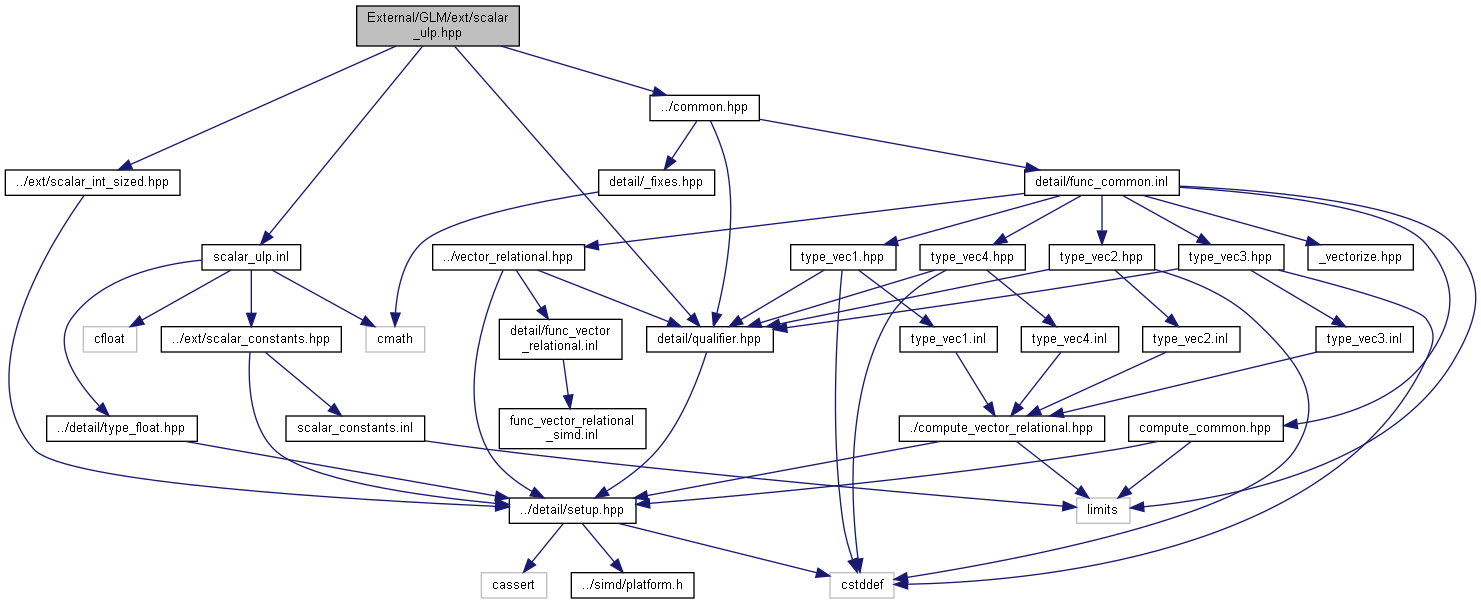 External/GLM/ext/scalar
_ulp.hpp
../common.hpp
../ext/scalar_int_sized.hpp
detail/_fixes.hpp
detail/func_common.inl
scalar_ulp.inl
../vector_relational.hpp
type_vec1.hpp
type_vec4.hpp
type_vec2.hpp
type_vec3.hpp
_vectorize.hpp
cfloat
../ext/scalar_constants.hpp
cmath
detail/func_vector
_relational.inl
detail/qualifier.hpp
type_vec1.inl
type_vec4.inl
type_vec2.inl
type_vec3.inl
../detail/type_float.hpp
scalar_constants.inl
func_vector_relational
_simd.inl
./compute_vector_relational.hpp
compute_common.hpp
../detail/setup.hpp
limits
cassert
../simd/platform.h
cstddef